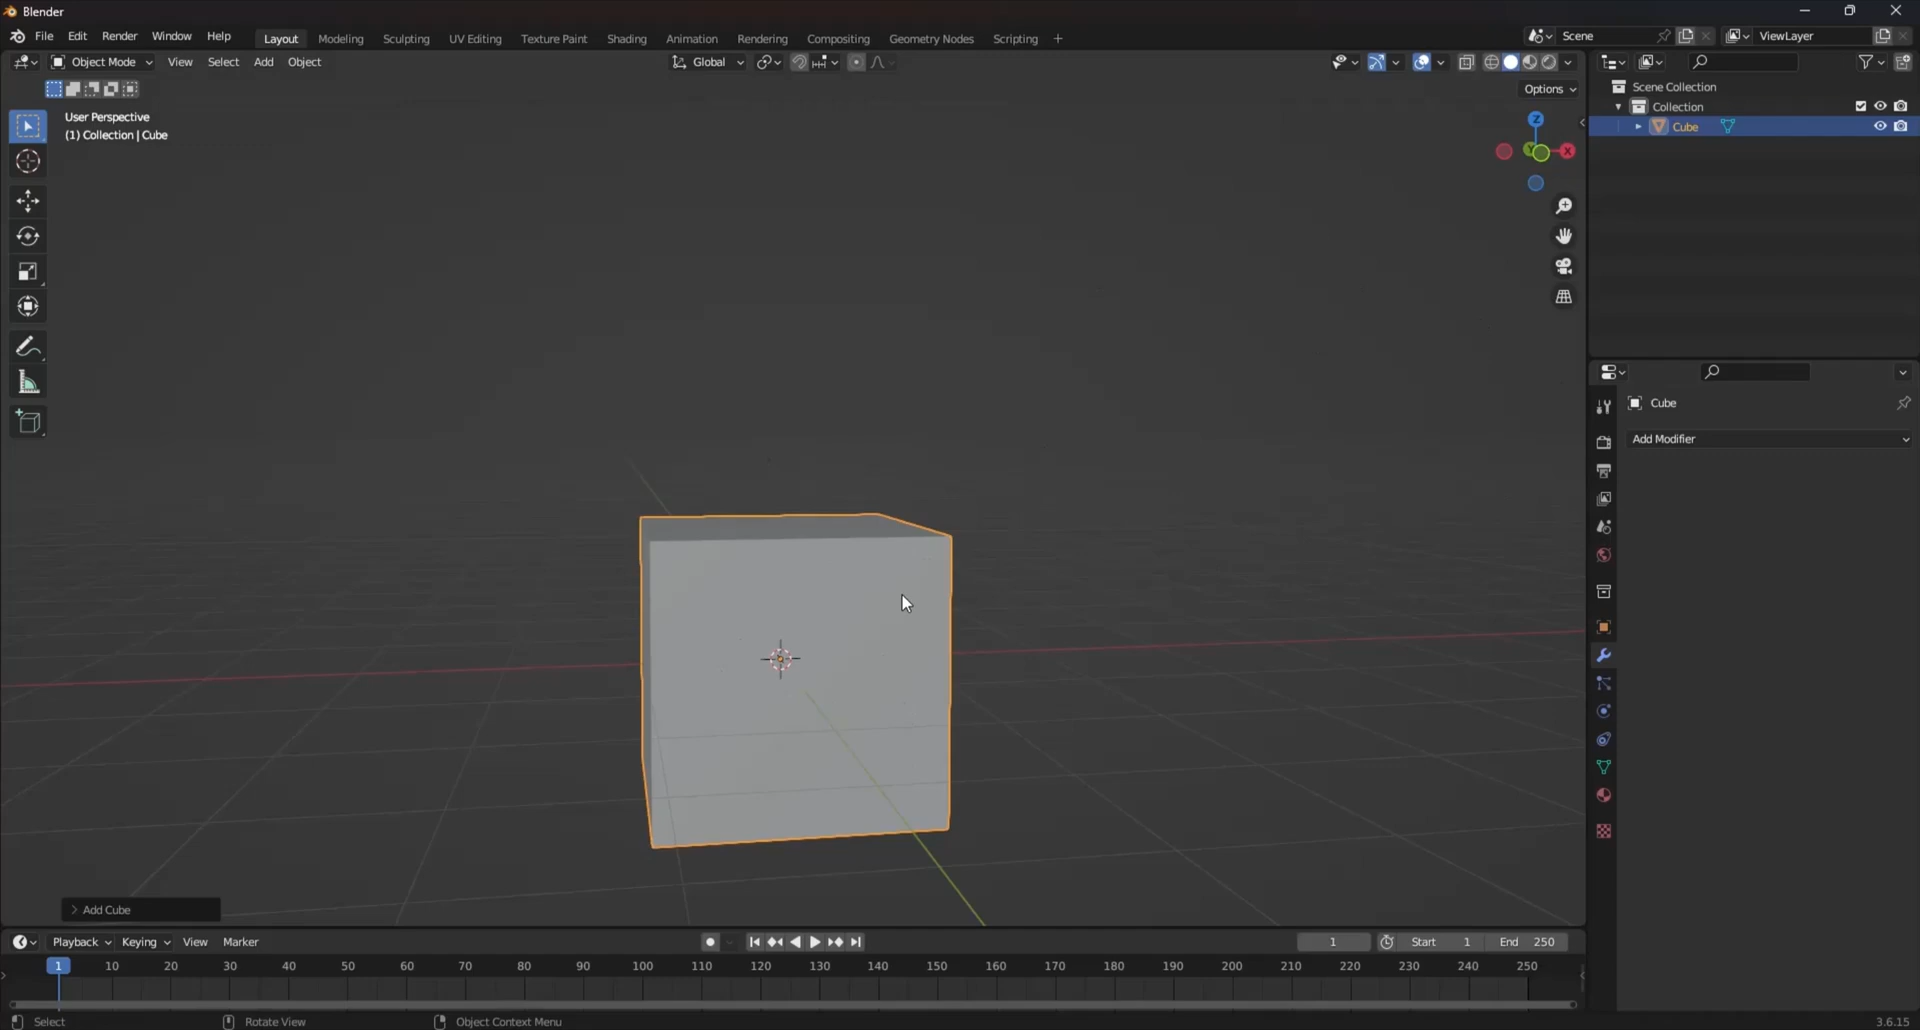 Blender
File Edit Render Window Help Layout Modeling Sculpting UV Editing Texture Paint Shading Animation Rendering Compositing Geometry Nodes Scripting + Scene ViewLayer
Object Mode View Select Add Object Global
Options
User Perspective
(1) Collection | Cube
Z
Y
X
Scene Collection
Collection
Cube
Cube
Add Modifier
> Add Cube
Playback Keying View Marker 1 Start 1 End 250
1 10 20 30 40 50 60 70 80 90 100 110 120 130 140 150 160 170 180 190 200 210 220 230 240 250
Select Rotate View Object Context Menu 3.6.15